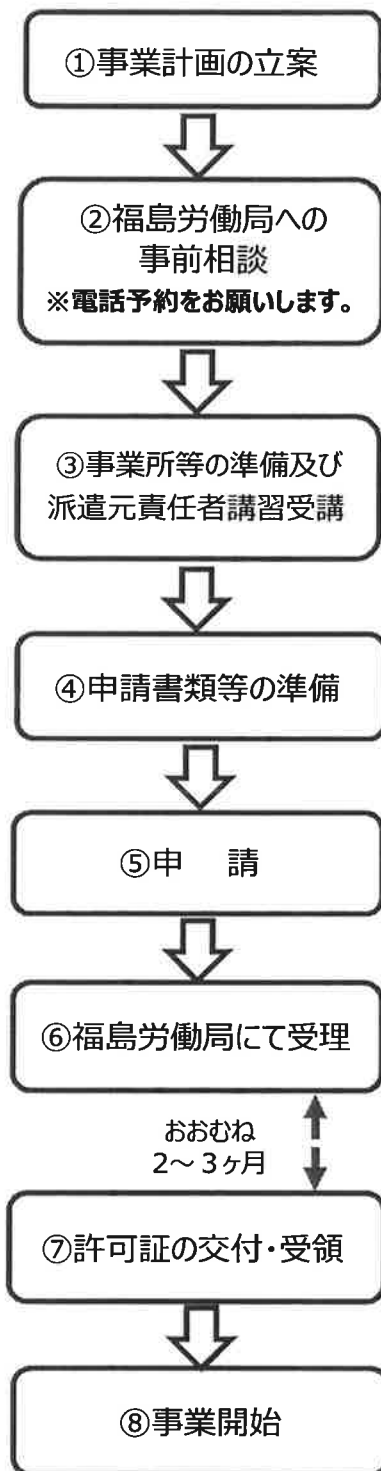 ①事業計画の立案
②福島労働局への
事前相談
※電話予約をお願いします。
③事業所等の準備及び
派遣元責任者講習受講
④申請書類等の準備
⑤申　請
⑥福島労働局にて受理
おおむね
2～3ヶ月
⑦許可証の交付・受領
⑧事業開始